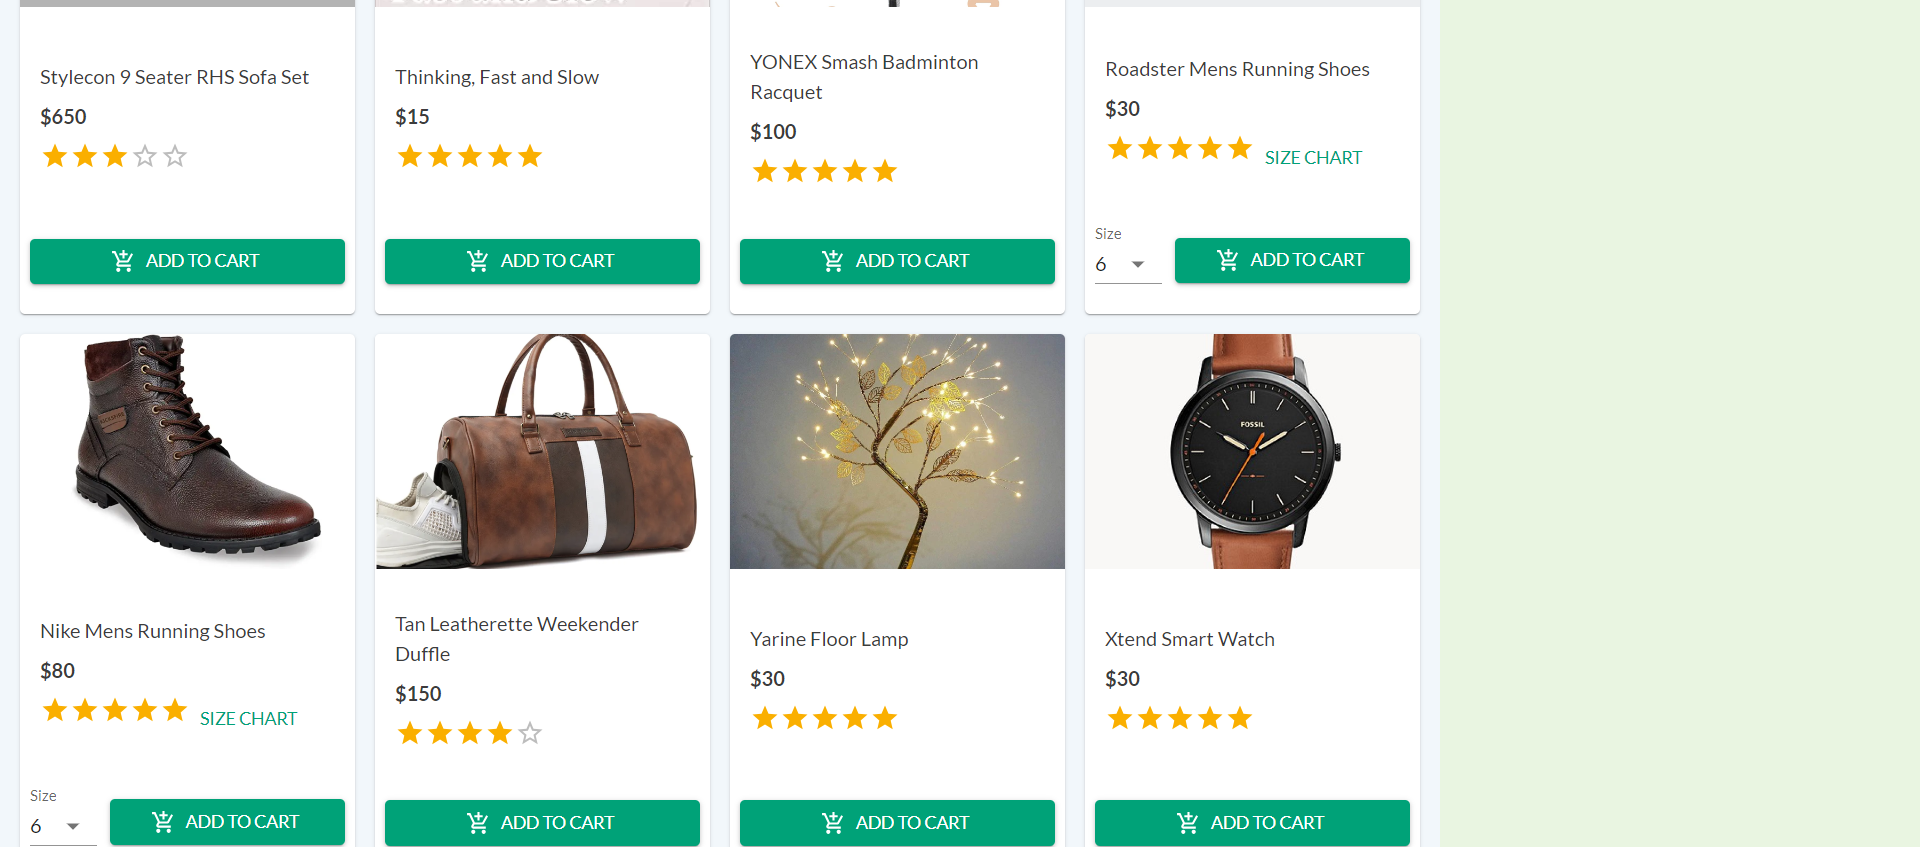 Stylecon 9 Seater RHS Sofa Set
$650
ADD TO CART
Thinking, Fast and Slow
$15
ADD TO CART
YONEX Smash Badminton
Racquet
$100
ADD TO CART
Roadster Mens Running Shoes
$30
SIZE CHART
Size
6
ADD TO CART
Nike Mens Running Shoes
$80
SIZE CHART
Size
6
ADD TO CART
Tan Leatherette Weekender
Duffle
$150
ADD TO CART
Yarine Floor Lamp
$30
ADD TO CART
FOSSIL
Xtend Smart Watch
$30
ADD TO CART